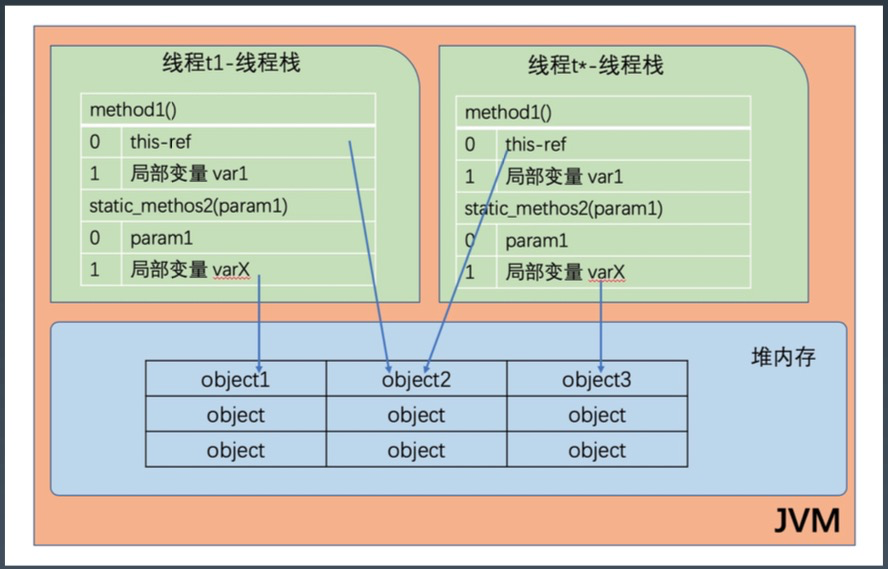 线程t1-线程栈
method1()
0 this-ref
1 局部变量 var1
static_methos2(param1)
0 param1
1 局部变量 varX
线程t*-线程栈
method1()
0 this-ref
1 局部变量 var1
static_methos2(param1)
0 param1
1 局部变量 varX
堆内存
object1 object2 object3
object object object
object object object
JVM